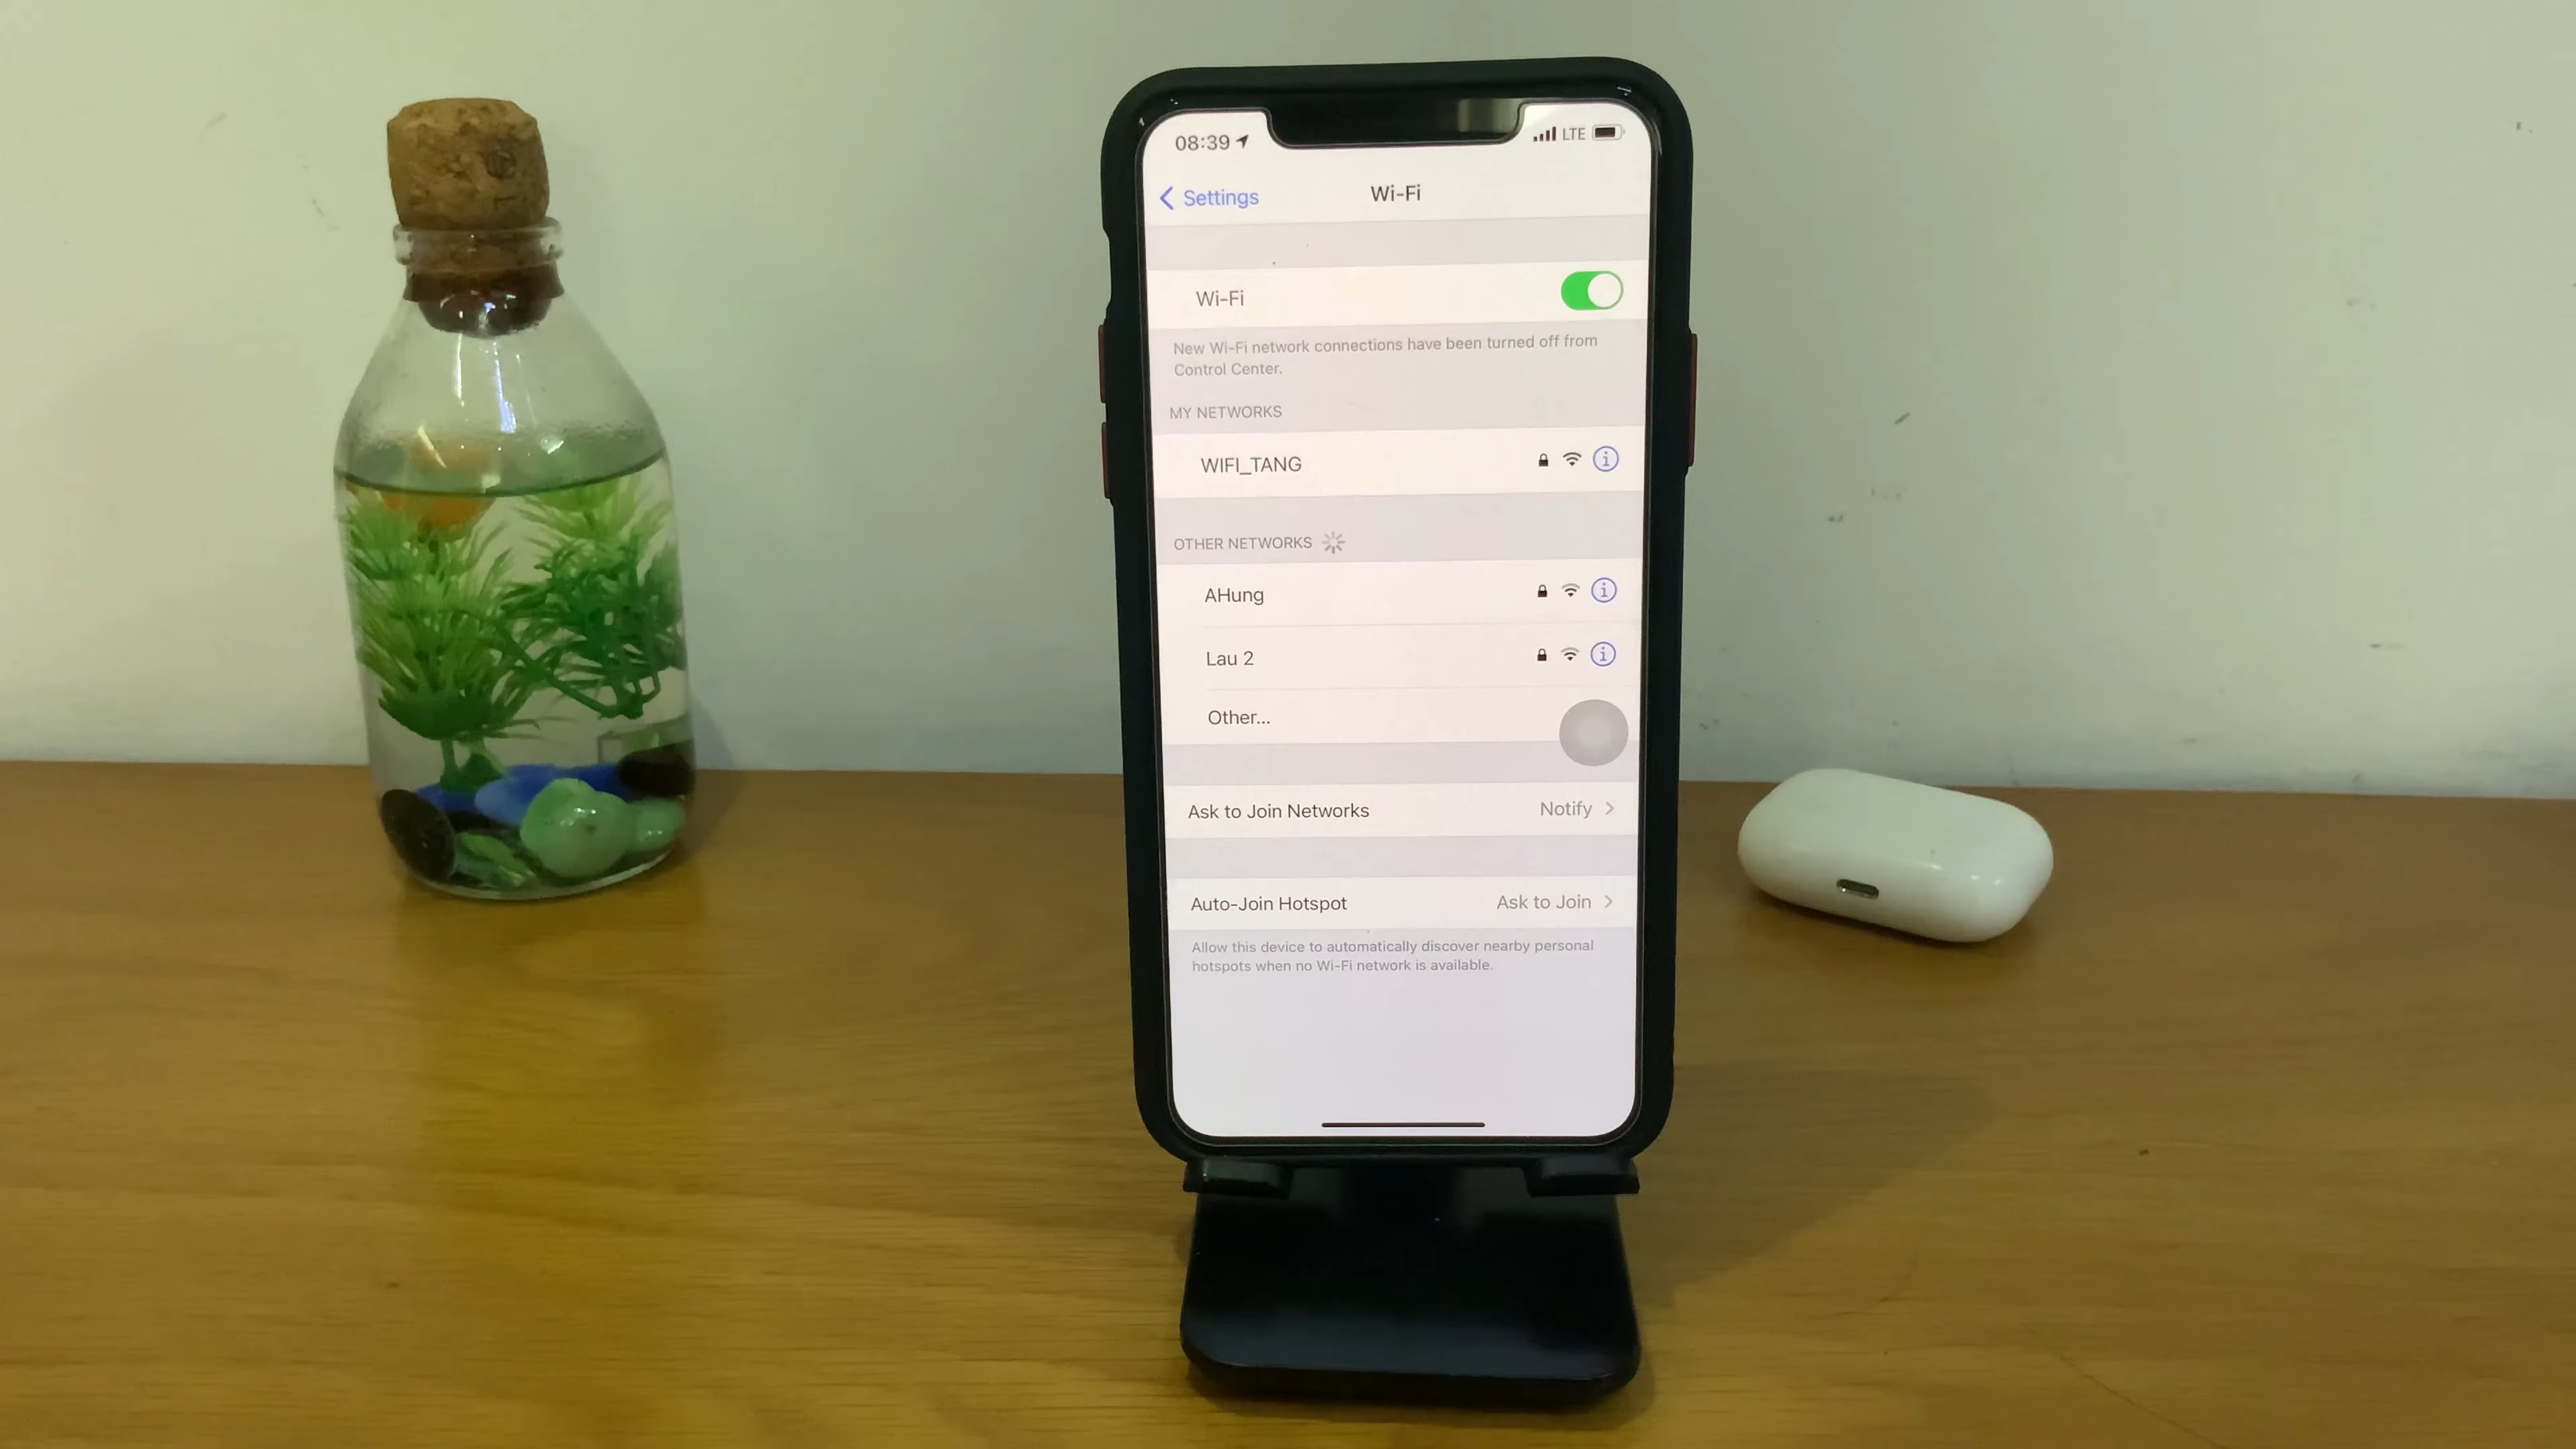 08:39
LTE
Settings
Wi-Fi
Wi-Fi
New Wi-Fi network connections have been turned off from
Control Center.
MY NETWORKS
WIFI_TANG
OTHER NETWORKS
AHung
Lau 2
Other...
Ask to Join Networks Notify
Auto-Join Hotspot Ask to Join
Allow this device to automatically discover nearby personal
hotspots when no Wi-Fi network is available.